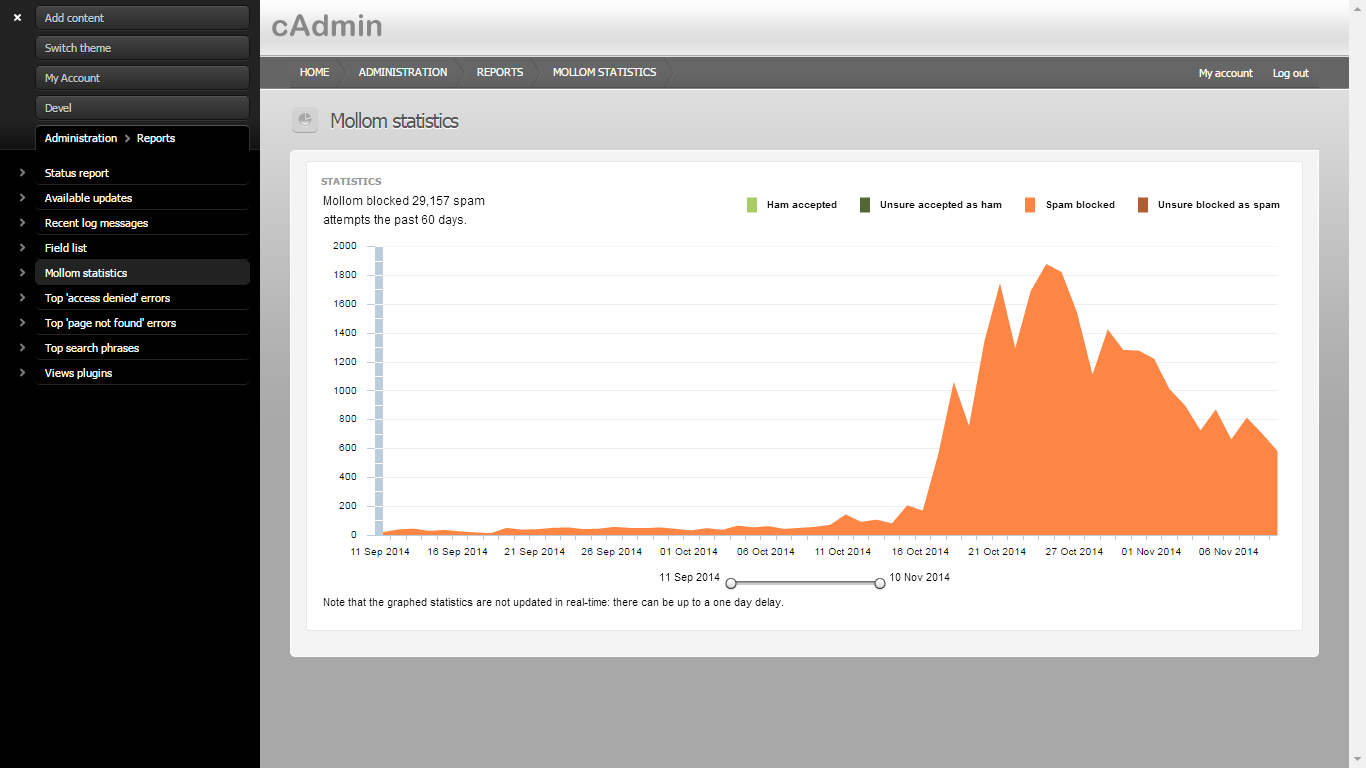 Add content
Switch theme
My Account
Devel
Administration > Reports
Status report
Available updates
Recent log messages
Field list
Mollom statistics
Top 'access denied' errors
Top 'page not found' errors
Top search phrases
Views plugins
cAdmin
HOME ADMINISTRATION REPORTS MOLLOM STATISTICS My account Log out
Mollom statistics
STATISTICS
Mollom blocked 29,157 spam
attempts the past 60 days.
Ham accepted Unsure accepted as ham Spam blocked Unsure blocked as spam
2000
1800
1600
1400
1200
1000
800
600
400
200
0
11 Sep 2014 16 Sep 2014 21 Sep 2014 26 Sep 2014 01 Oct 2014 06 Oct 2014 11 Oct 2014 16 Oct 2014 21 Oct 2014 27 Oct 2014 01 Nov 2014 06 Nov 2014
11 Sep 2014 10 Nov 2014
Note that the graphed statistics are not updated in real-time: there can be up to a one day delay.